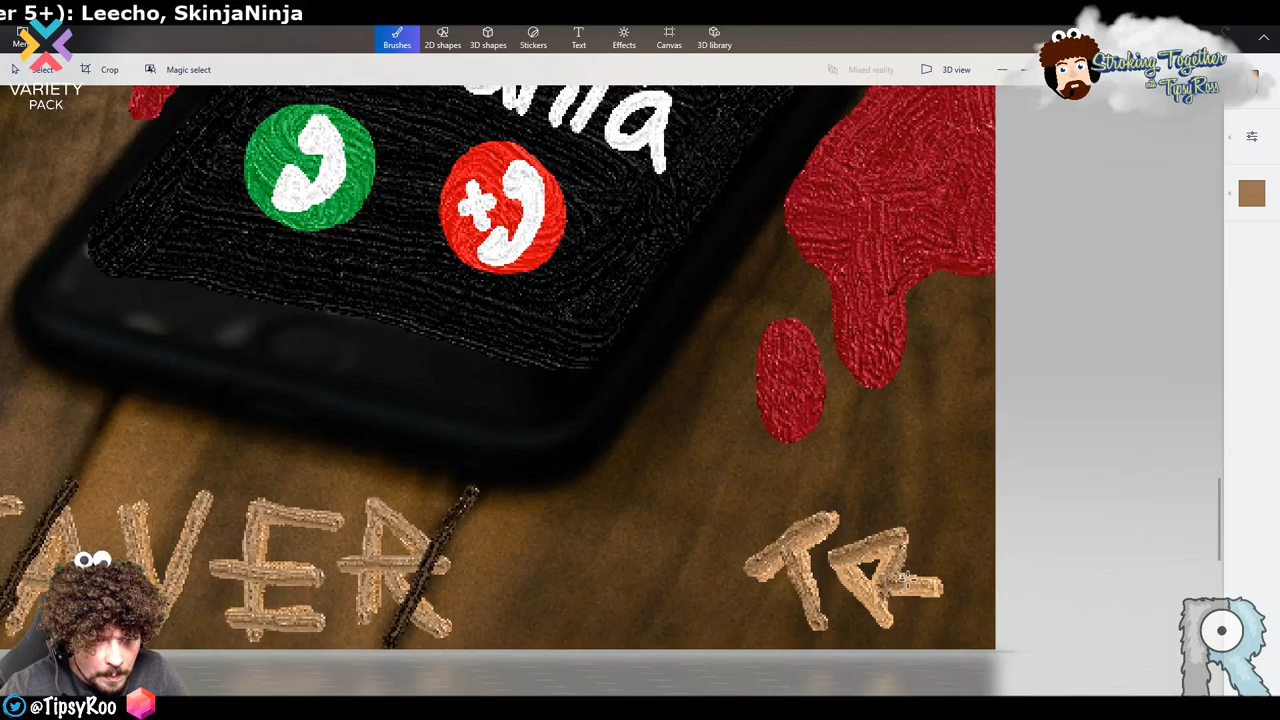 er 5+): Leecho, SkinjaNinja
Brushes
2D shapes
3D shapes
Stickers
Text
Effects
Canvas
3D library
Select
Crop
Magic select
Mixed reality
3D view
VARIETY
PACK
Stroking Together
with TipsyRoss
AVER
TR
@TipsyRoo